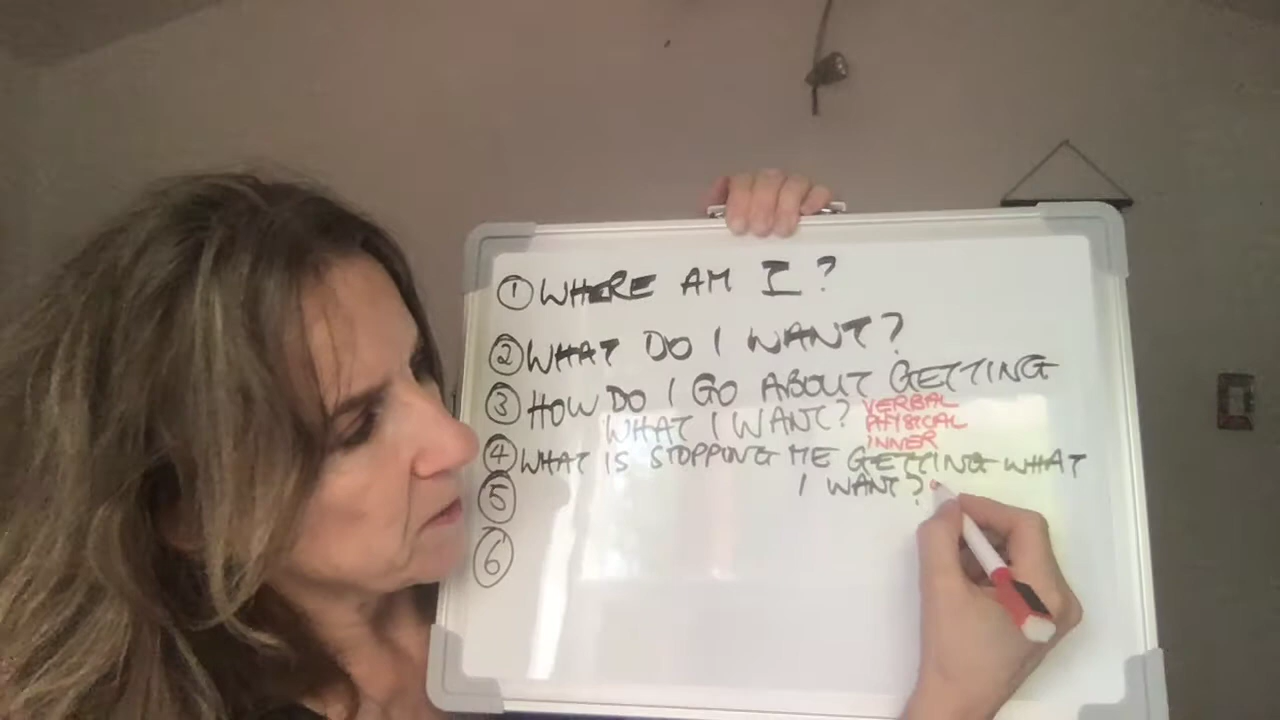 ① WHERE AM I?
② WHAT DO I WANT?
③ HOW DO I GO ABOUT GETTING
WHAT I WANT? VERBAL
PHYSICAL
INNER
④ WHAT IS STOPPING ME GETTING WHAT
I WANT?
⑤
⑥